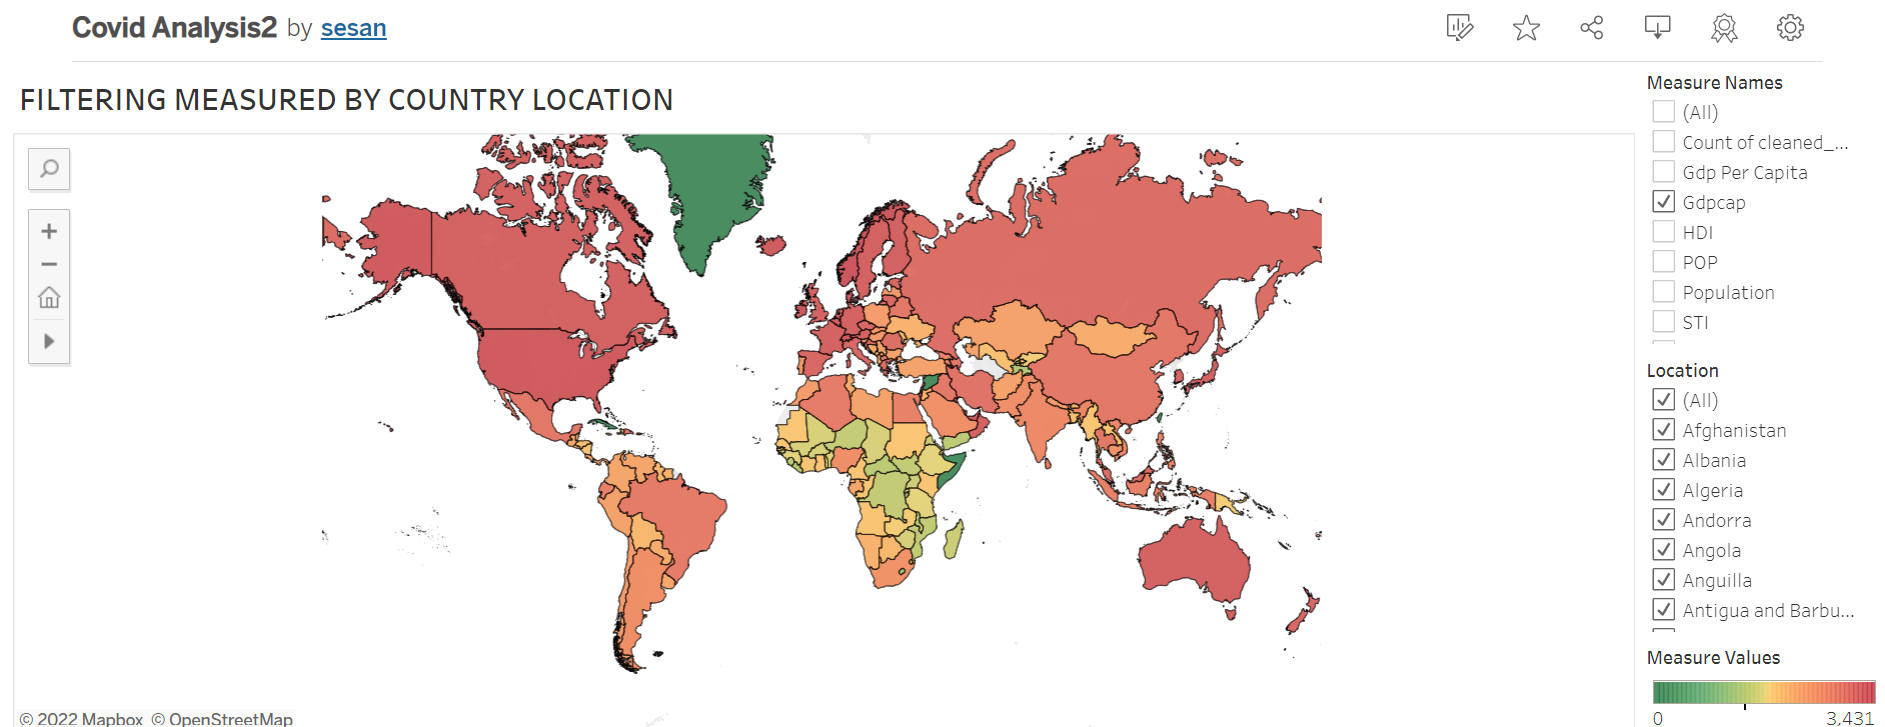 Covid Analysis2 by sesan
FILTERING MEASURED BY COUNTRY LOCATION
Measure Names
(All)
Count of cleaned_...
Gdp Per Capita
Gdpcap
HDI
POP
Population
STI
Location
(All)
Afghanistan
Albania
Algeria
Andorra
Angola
Anguilla
Antigua and Barbu...
Measure Values
0 3,431
© 2022 Mapbox © OpenStreetMap